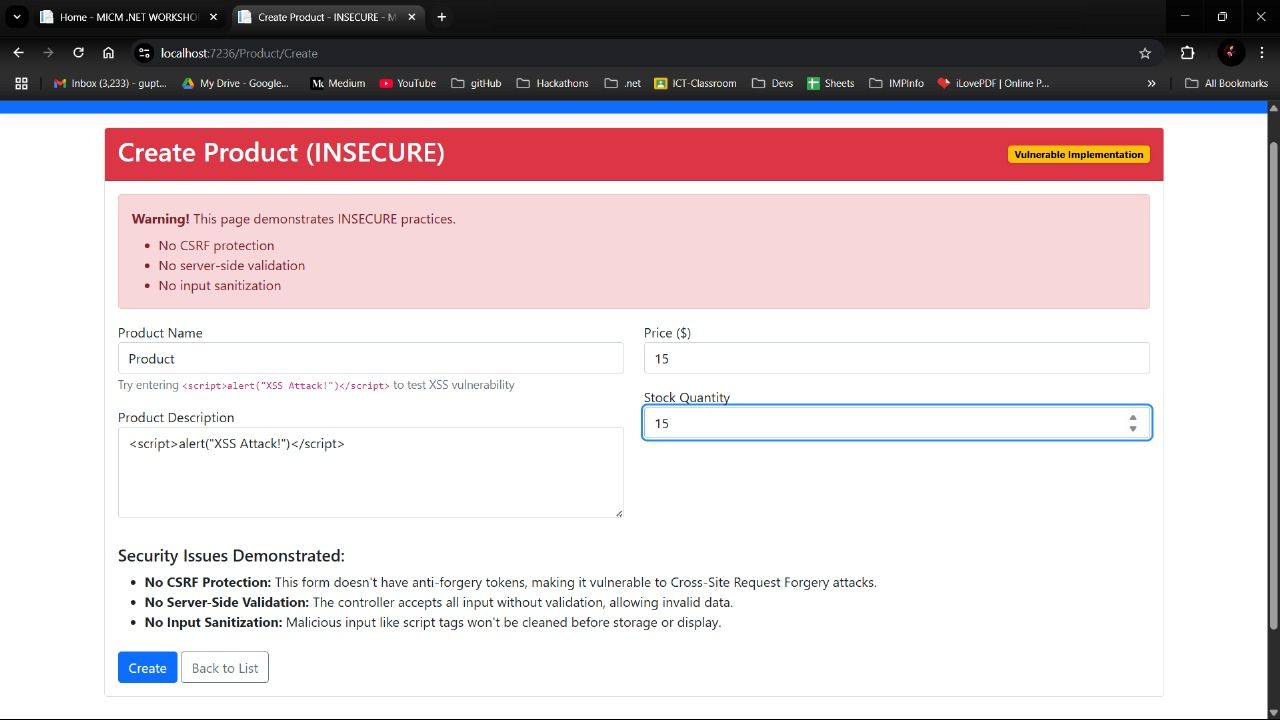 Home - MICM .NET WORKSHO
Create Product - INSECURE - M
localhost:7236/Product/Create
Inbox (3,233) - gupt...
My Drive - Google...
Medium
YouTube
gitHub
Hackathons
.net
ICT-Classroom
Devs
Sheets
IMPInfo
iLovePDF | Online P...
»
All Bookmarks
Create Product (INSECURE)
Vulnerable Implementation
Warning! This page demonstrates INSECURE practices.
• No CSRF protection
• No server-side validation
• No input sanitization
Product Name
Product
Try entering <script>alert("XSS Attack!")</script> to test XSS vulnerability
Product Description
<script>alert("XSS Attack!")</script>
Price ($)
15
Stock Quantity
15
Security Issues Demonstrated:
• No CSRF Protection: This form doesn't have anti-forgery tokens, making it vulnerable to Cross-Site Request Forgery attacks.
• No Server-Side Validation: The controller accepts all input without validation, allowing invalid data.
• No Input Sanitization: Malicious input like script tags won't be cleaned before storage or display.
Create
Back to List